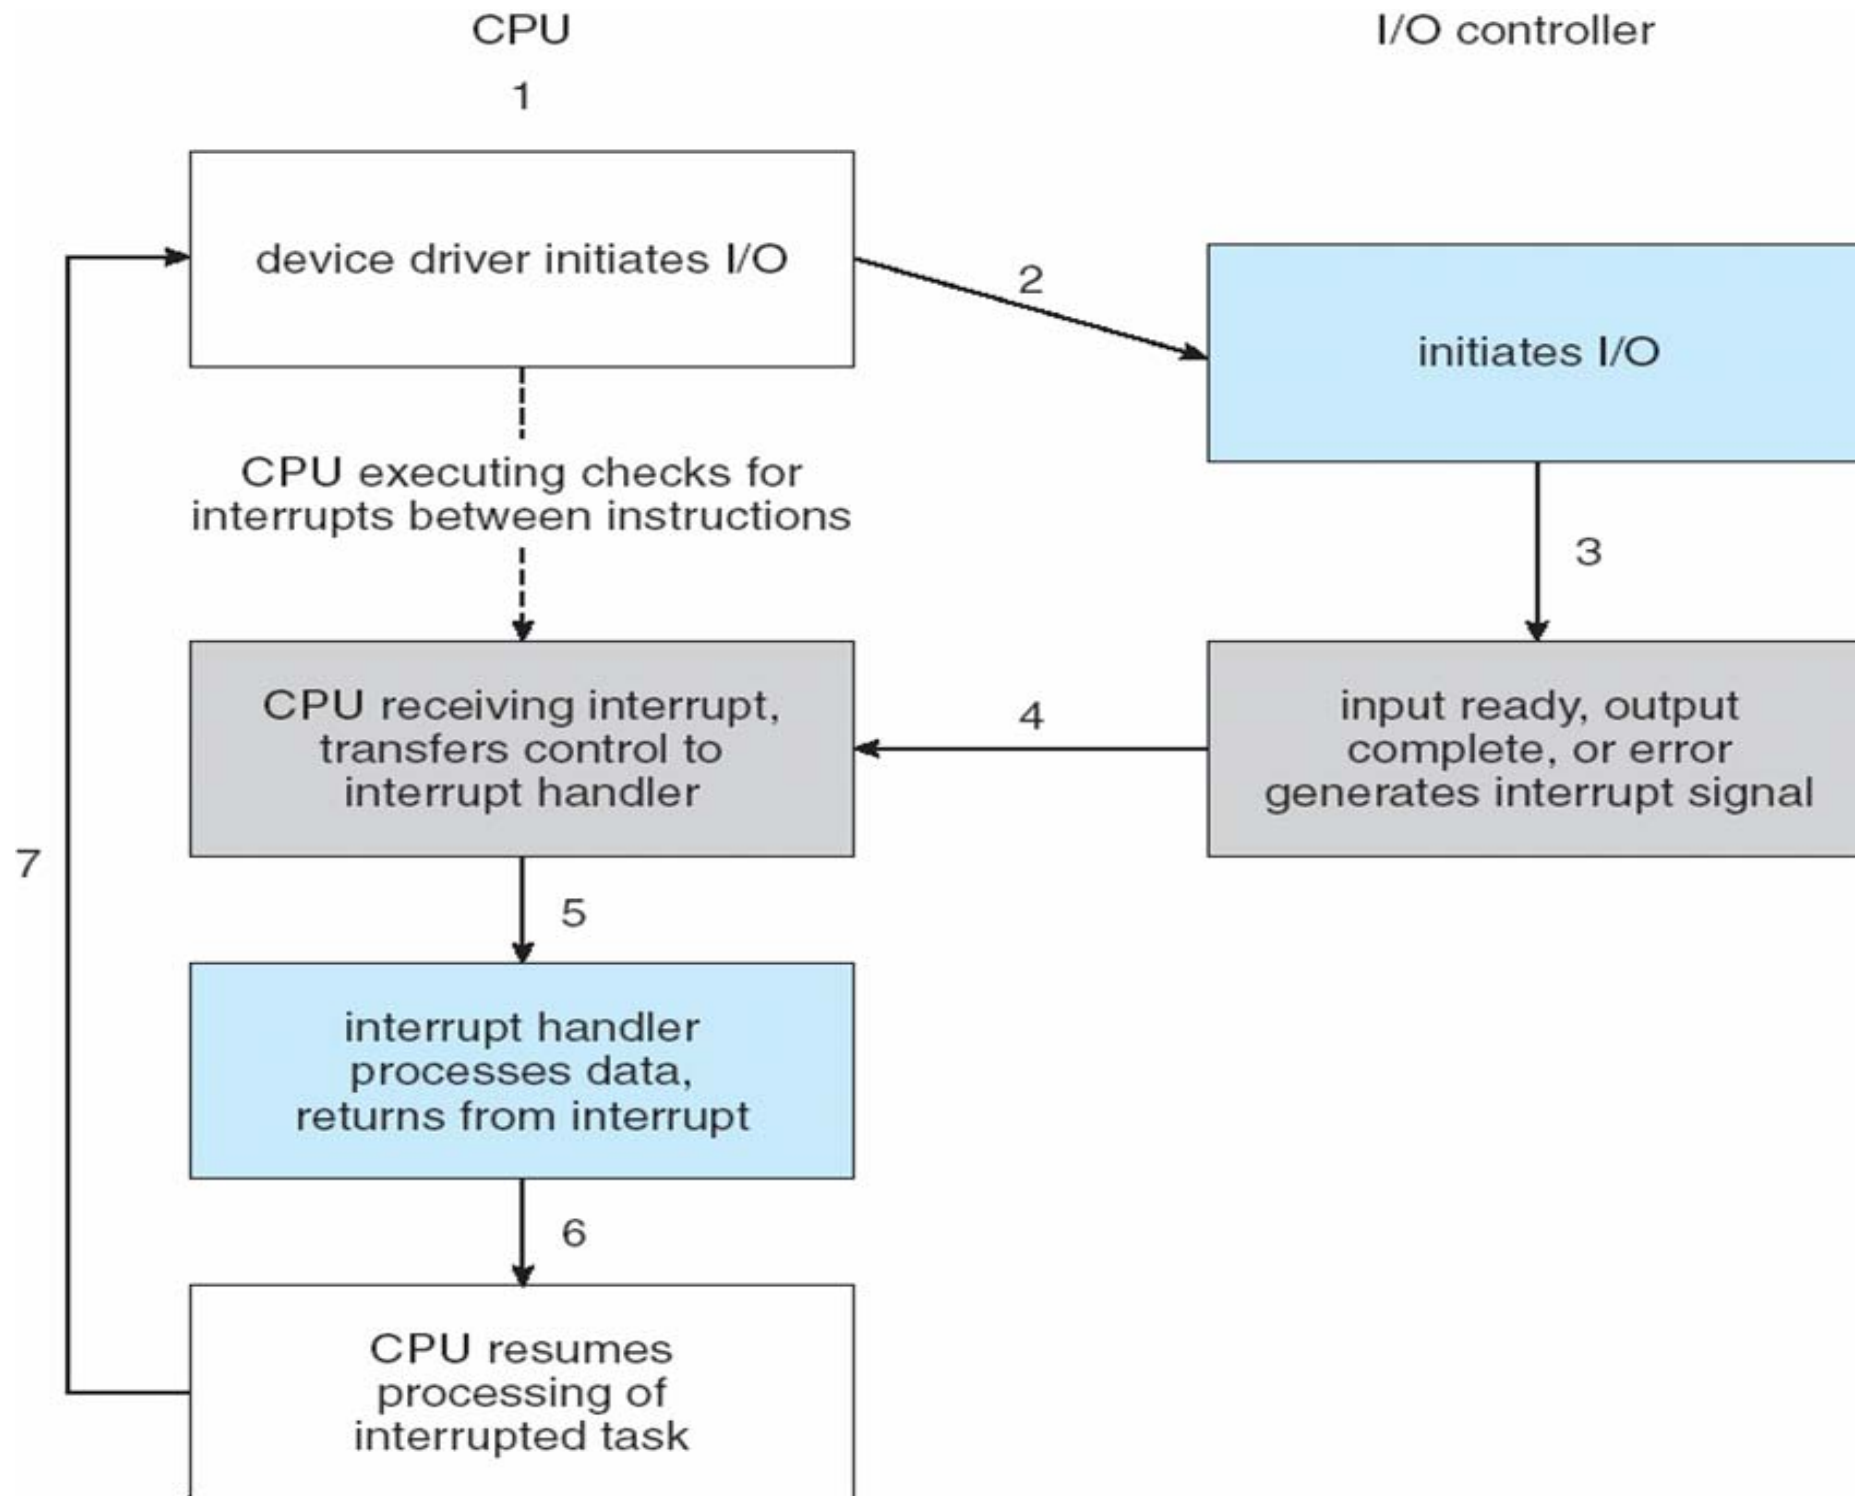 CPU
I/O controller
1
device driver initiates I/O
2
initiates I/O
CPU executing checks for
interrupts between instructions
3
CPU receiving interrupt,
transfers control to
interrupt handler
4
input ready, output
complete, or error
generates interrupt signal
7
5
interrupt handler
processes data,
returns from interrupt
6
CPU resumes
processing of
interrupted task